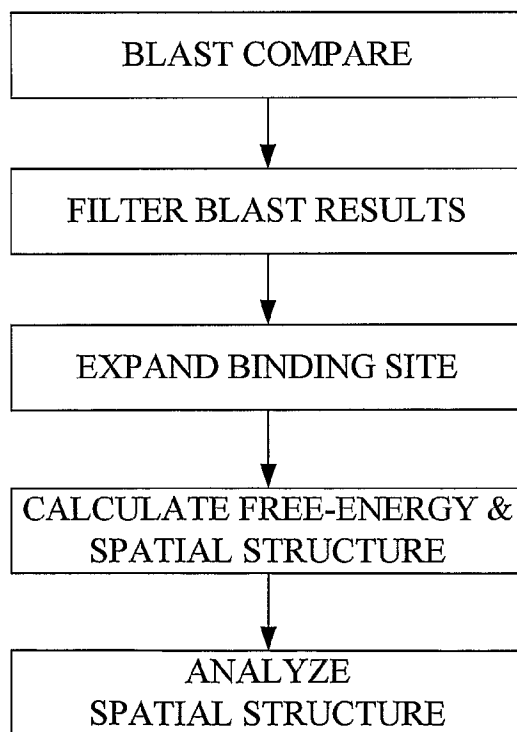 BLAST COMPARE
FILTER BLAST RESULTS
EXPAND BINDING SITE
CALCULATE FREE-ENERGY &
SPATIAL STRUCTURE
ANALYZE
SPATIAL STRUCTURE